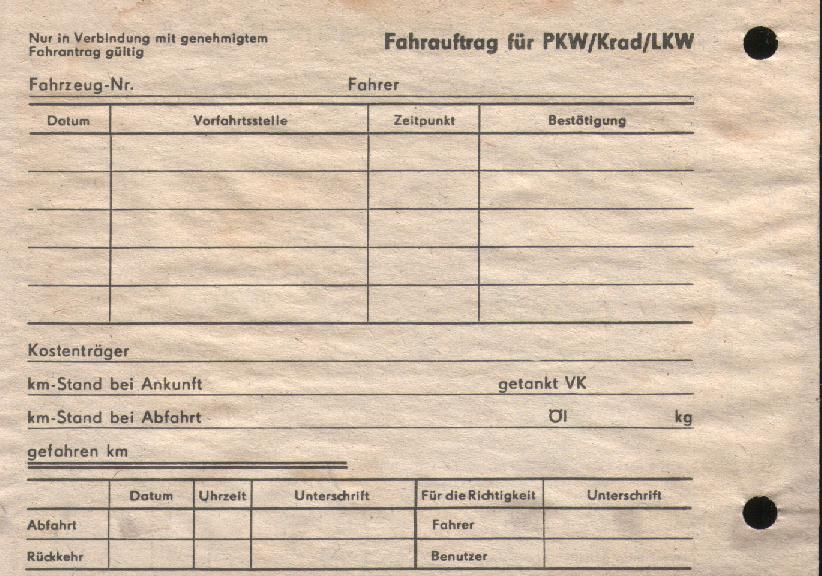 Nur in Verbindung mit genehmigtem
Fahrantrag gültig
Fahrauftrag für PKW/Krad/LKW
Fahrzeug-Nr. Fahrer
Datum Vorfahrtsstelle Zeitpunkt Bestätigung
Kostenträger
km-Stand bei Ankunft getankt VK
km-Stand bei Abfahrt Öl kg
gefahren km
Datum Uhrzeit Unterschrift Für die Richtigkeit Unterschrift
Abfahrt Fahrer
Rückkehr Benutzer